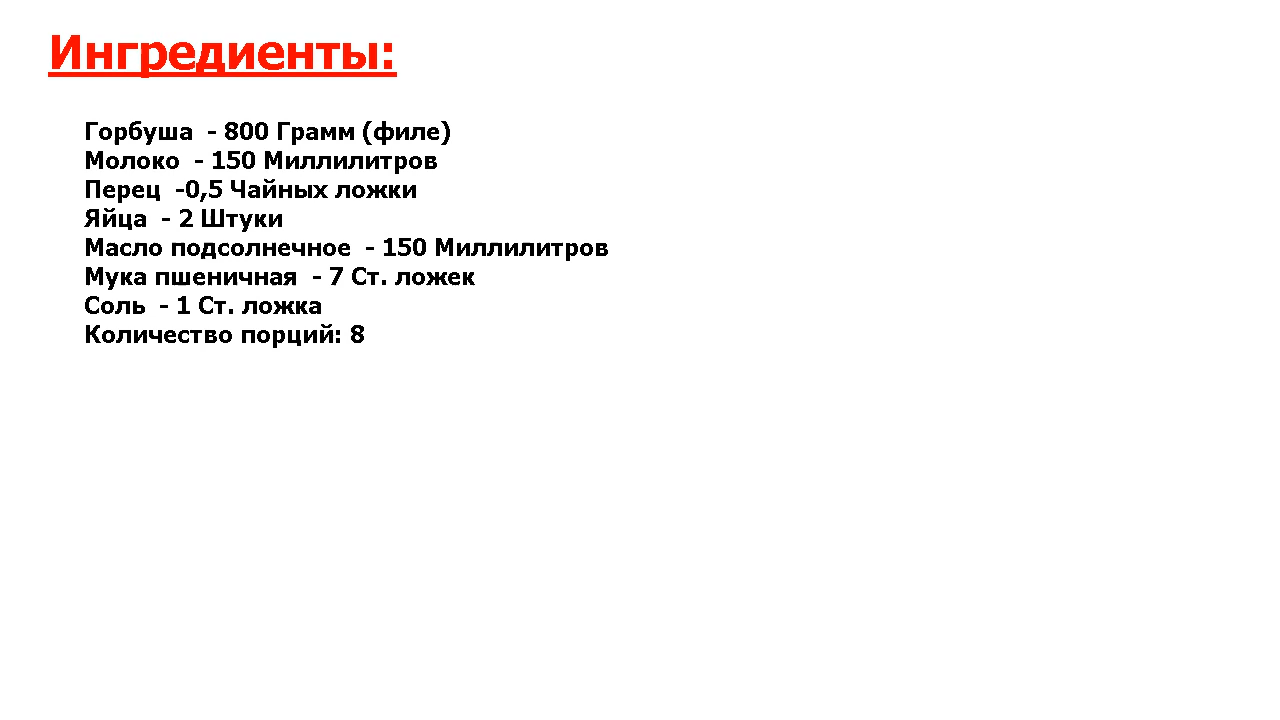 Ингредиенты:
Горбуша  - 800 Грамм (филе)
Молоко  - 150 Миллилитров
Перец  -0,5 Чайных ложки
Яйца  - 2 Штуки
Масло подсолнечное  - 150 Миллилитров
Мука пшеничная  - 7 Ст. ложек
Соль  - 1 Ст. ложка
Количество порций: 8